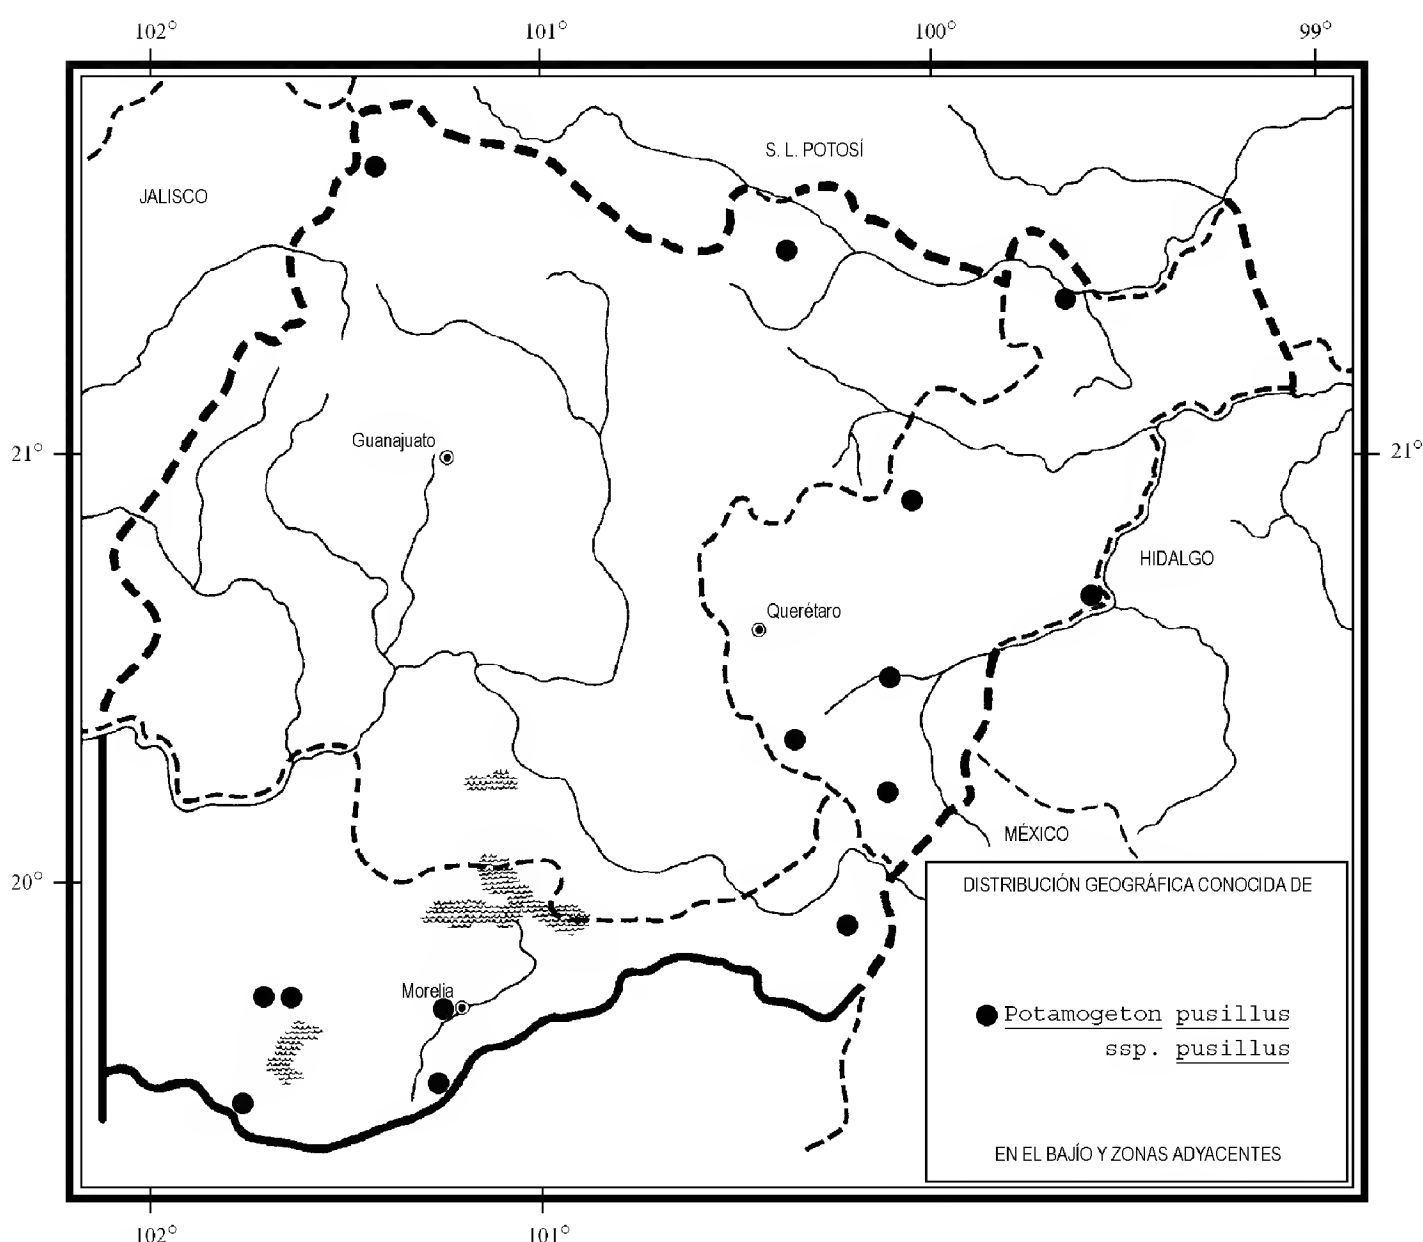 102° 101° 100° 99°
S. L. POTOSÍ
JALISCO
Guanajuato
21° 21°
HIDALGO
Querétaro
MÉXICO
20°
DISTRIBUCIÓN GEOGRÁFICA CONOCIDA DE
Morelia
Potamogeton pusillus
ssp. pusillus
EN EL BAJÍO Y ZONAS ADYACENTES
102° 101°